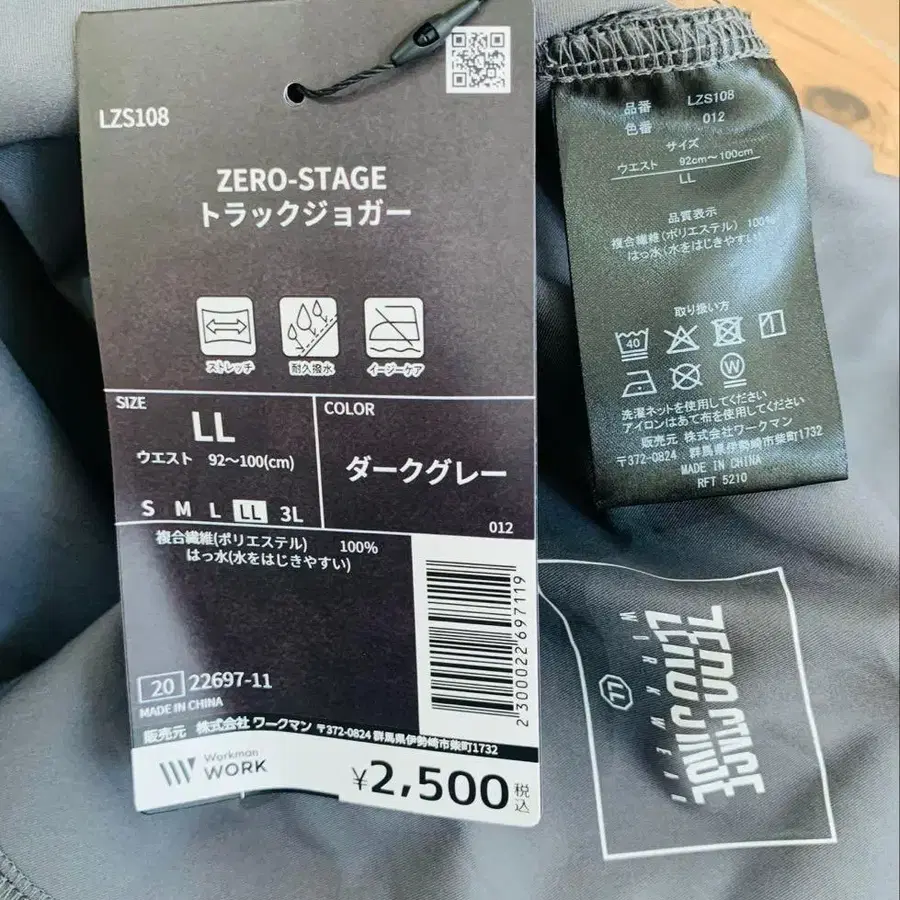 LZS108
ZERO-STAGE
トラックジョガー
ストレッチ
耐久撥水
イージーケア
SIZE
LL
ウエスト 92～100(cm)
S M L LL 3L
COLOR
ダークグレー
012
複合繊維(ポリエステル) 100%
はっ水(水をはじきやすい)
20 22697-11
MADE IN CHINA
2300022697119
販売元 株式会社ワークマン 〒372-0824 群馬県伊勢崎市柴町1732
Workman
WORK
¥2,500税込
品番 LZS108
色番 012
サイズ
ウエスト 92cm～100cm
LL
品質表示
複合繊維(ポリエステル) 100%
はっ水(水をはじきやすい)
取り扱い方
40
W
洗濯ネットを使用してください
アイロンはあて布を使用してください
販売元 株式会社ワークマン
〒372-0824 群馬県伊勢崎市柴町1732
MADE IN CHINA
RFT 5210
LL